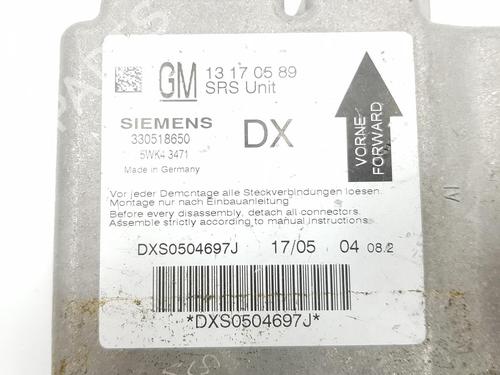 GM 13 17 05 89
SRS Unit
SIEMENS
330518650
5WK4 3471
Made in Germany
DX
VORNE
FORWARD
Vor jeder Demontage alle Steckverbindungen loesen.
Montage nur nach Einbauanleitung
Before every disassembly, detach all connectors.
Assemble strictly according to manual instructions.
DXS0504697J 17/05 04 08.2
*DXS0504697J*